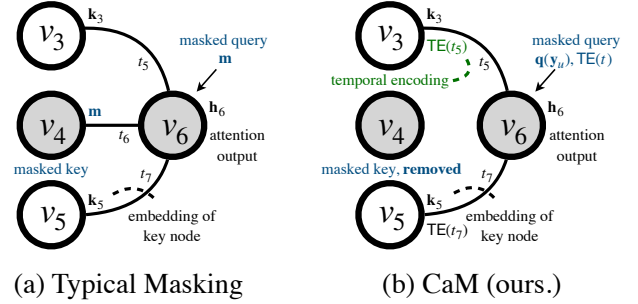 v₃
k₃
t₅
masked query
m
v₄
m
t₆
v₆
h₆
attention
output
masked key
t₇
k₅
v₅
embedding of
key node
(a) Typical Masking
v₃
k₃
TE(t₅)
t₅
temporal encoding
masked query
q(yᵤ), TE(t)
v₄
v₆
h₆
attention
output
masked key, removed
t₇
k₅
v₅
TE(t₇)
embedding of
key node
(b) CaM (ours.)